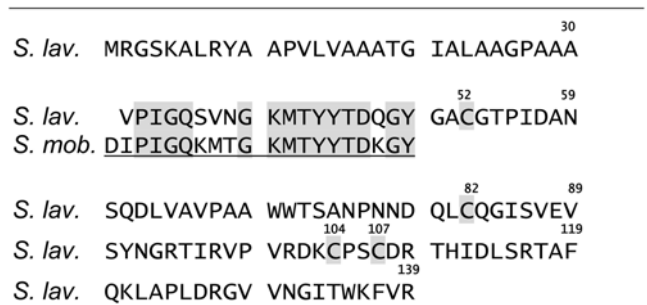 30
S. lav. MRGSKALRYA APVLVAAATG IALAAGPAAA
52 59
S. lav. VPIGQSVNG KMTYYTDQGY GACGTPIDAN
S. mob. DIPIGQKMTG KMTYYTDKGY
82 89
S. lav. SQDLVAVPAA WWTSANPNND QLCQGISVEV
104 107 119
S. lav. SYNGRTIRVP VRDKCPSCDR THIDLSRTAF
139
S. lav. QKLAPLDRGV VNGITWKFVR